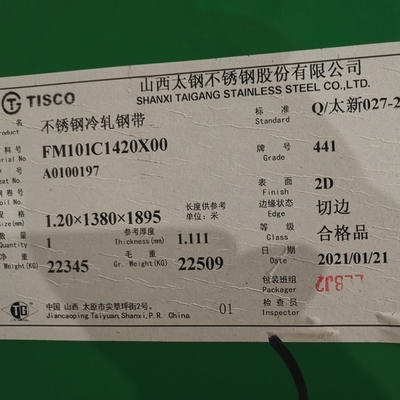 TISCO
山西太钢不锈钢股份有限公司
SHANXI TAIGANG STAINLESS STEEL CO.,LTD.
不锈钢冷轧钢带
标准
Standard
Q/太新027-2
FM101C1420X00
牌号
Grade
441
A0100197
表面
2D
1.20×1380×1895
长度供参考
单位：米
边缘状态
Edge
切边
Quantity
1
参考厚度
Thickness(mm)
1.111
等级
Class
合格品
Weight(KG)
22345
毛重
Gr. Weight(KG)
22509
2021/01/21
包装班组
Packager
LLBJ2
中国 山西 太原市尖草坪街2号。
Jiancaoping Taiyuan, Shanxi, P.R. China
01
检查员
Inspector